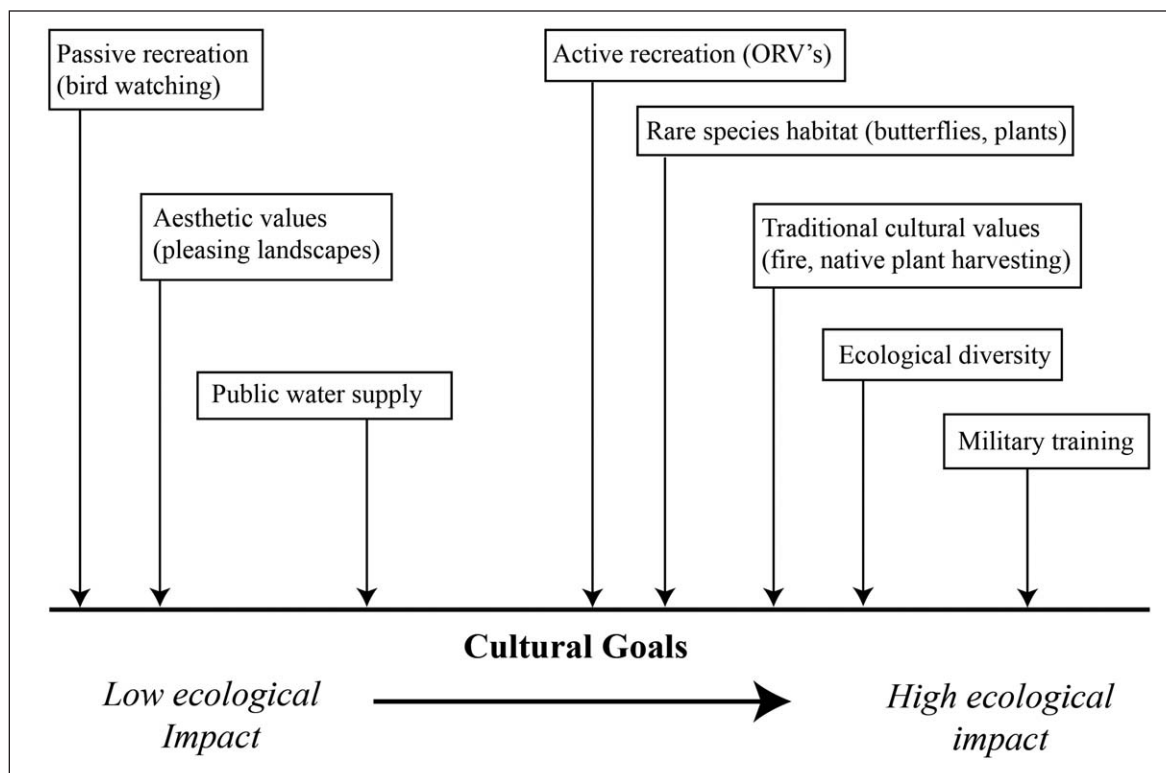 Passive recreation
(bird watching)
Active recreation (ORV’s)
Rare species habitat (butterflies, plants)
Aesthetic values
(pleasing landscapes)
Traditional cultural values
(fire, native plant harvesting)
Ecological diversity
Public water supply
Military training
Cultural Goals
Low ecological
Impact
High ecological
impact